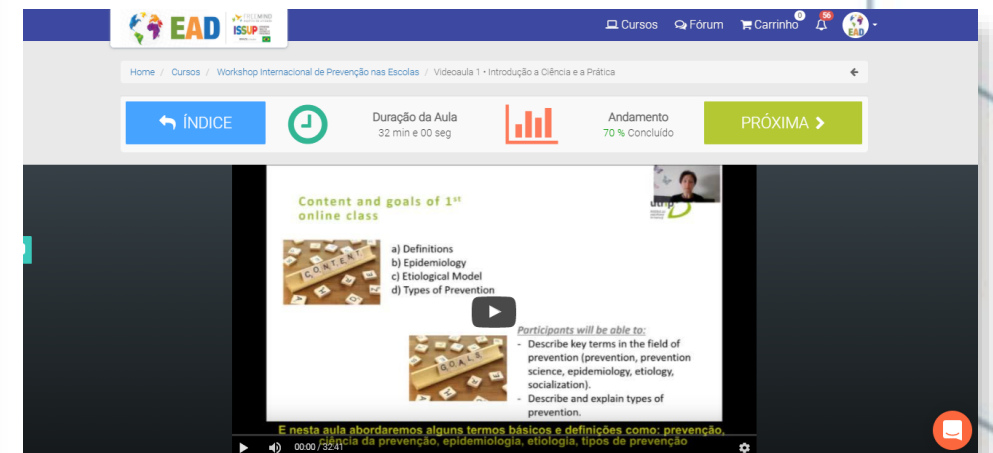 EAD
FREEMIND
ISSUP
Cursos
Fórum
Carrinho
0
56
EAD
Home / Cursos / Workshop Internacional de Prevenção nas Escolas / Videoaula 1 • Introdução a Ciência e a Prática
ÍNDICE
Duração da Aula
32 min e 00 seg
Andamento
70 % Concluído
PRÓXIMA
Content and goals of 1st
online class
utrip
CONTENT
a) Definitions
b) Epidemiology
c) Etiological Model
d) Types of Prevention
GOALS
Participants will be able to:
- Describe key terms in the field of
prevention (prevention, prevention
science, epidemiology, etiology,
socialization).
- Describe and explain types of
prevention.
E nesta aula abordaremos alguns termos básicos e definições como: prevenção,
ciência da prevenção, epidemiologia, etiologia, tipos de prevenção
00:00 / 32:41